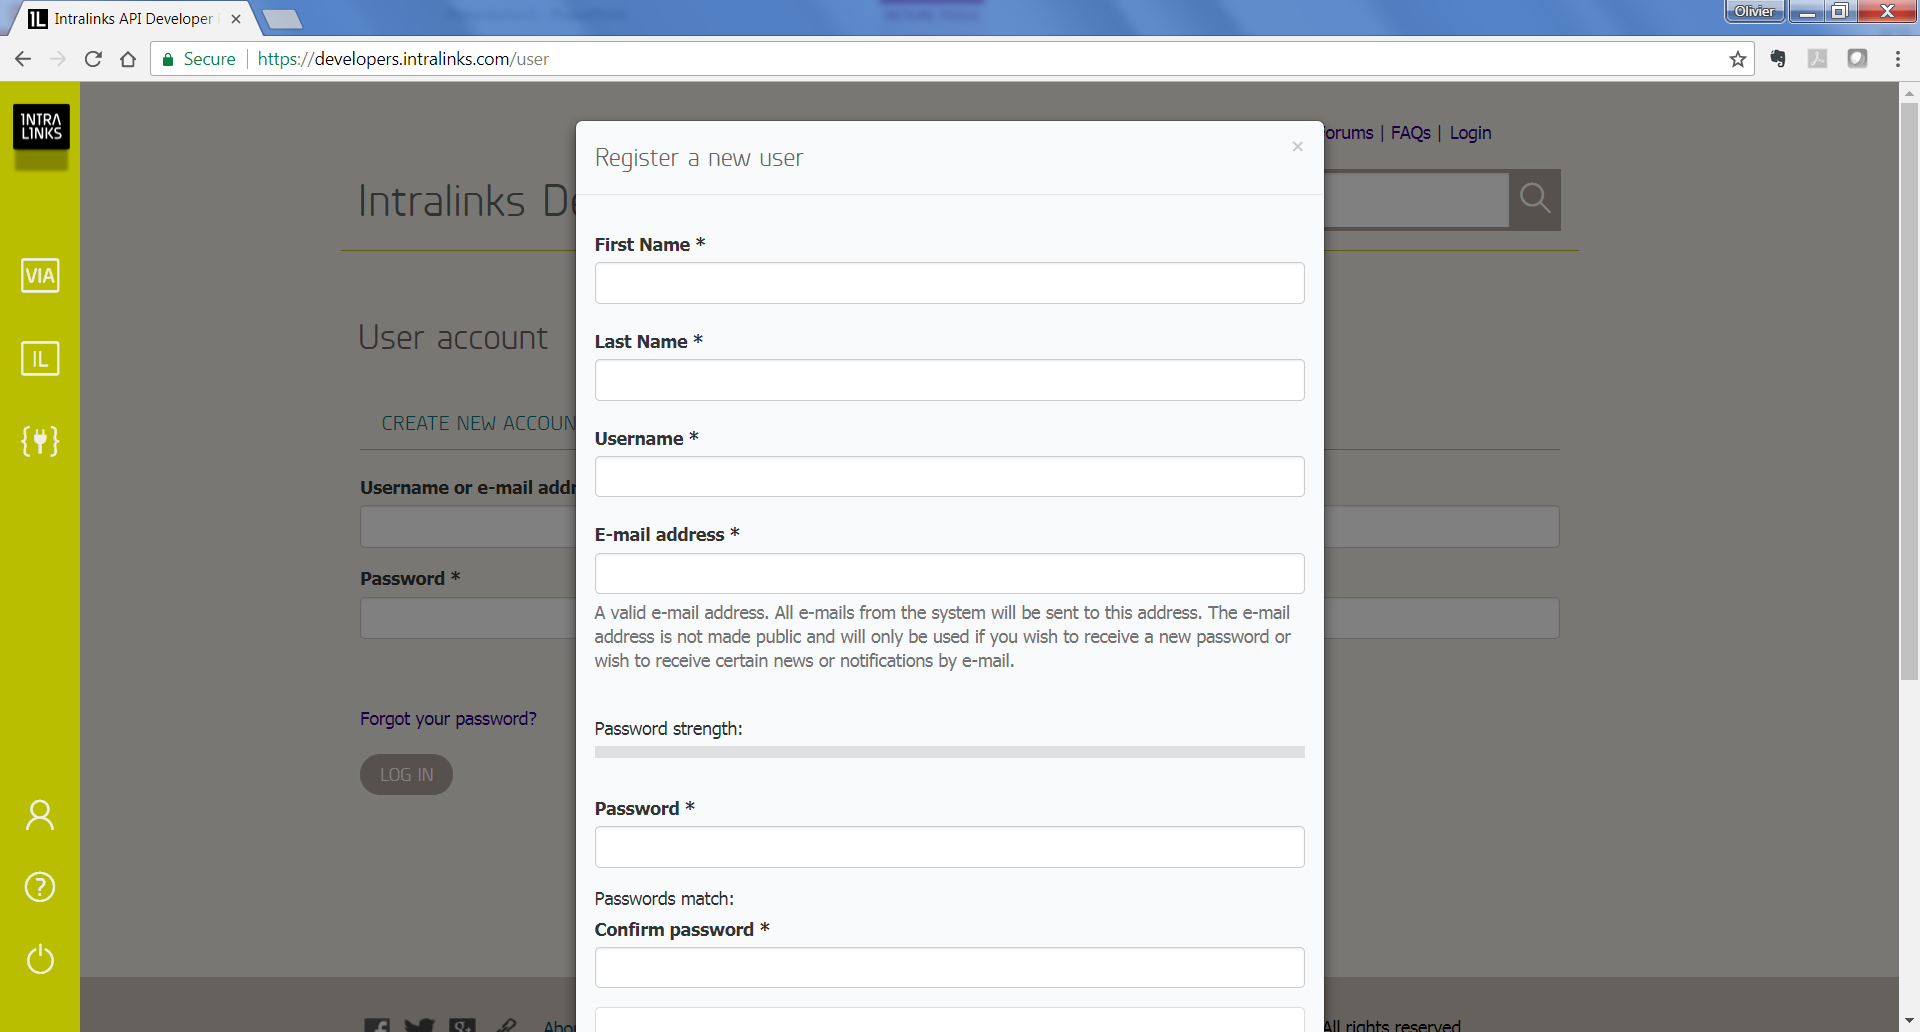 Intralinks API Developer
Olivier
Secure
https://developers.intralinks.com/user
INTRA
LINKS
VIA
IL
Forums | FAQs | Login
Intralinks De
User account
CREATE NEW ACCOUN
Username or e-mail addr
Password *
Forgot your password?
LOG IN
Register a new user
×
First Name *
Last Name *
Username *
E-mail address *
A valid e-mail address. All e-mails from the system will be sent to this address. The e-mail
address is not made public and will only be used if you wish to receive a new password or
wish to receive certain news or notifications by e-mail.
Password strength:
Password *
Passwords match:
Confirm password *
Abo
All rights reserved